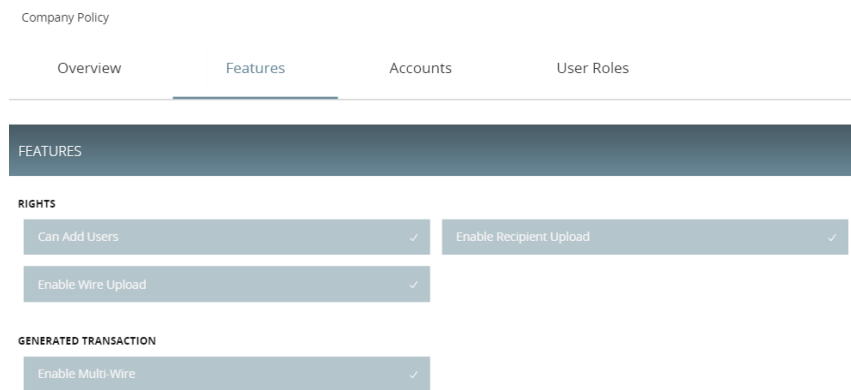 Company Policy
Overview Features Accounts User Roles
FEATURES
RIGHTS
Can Add Users Enable Recipient Upload
Enable Wire Upload
GENERATED TRANSACTION
Enable Multi-Wire